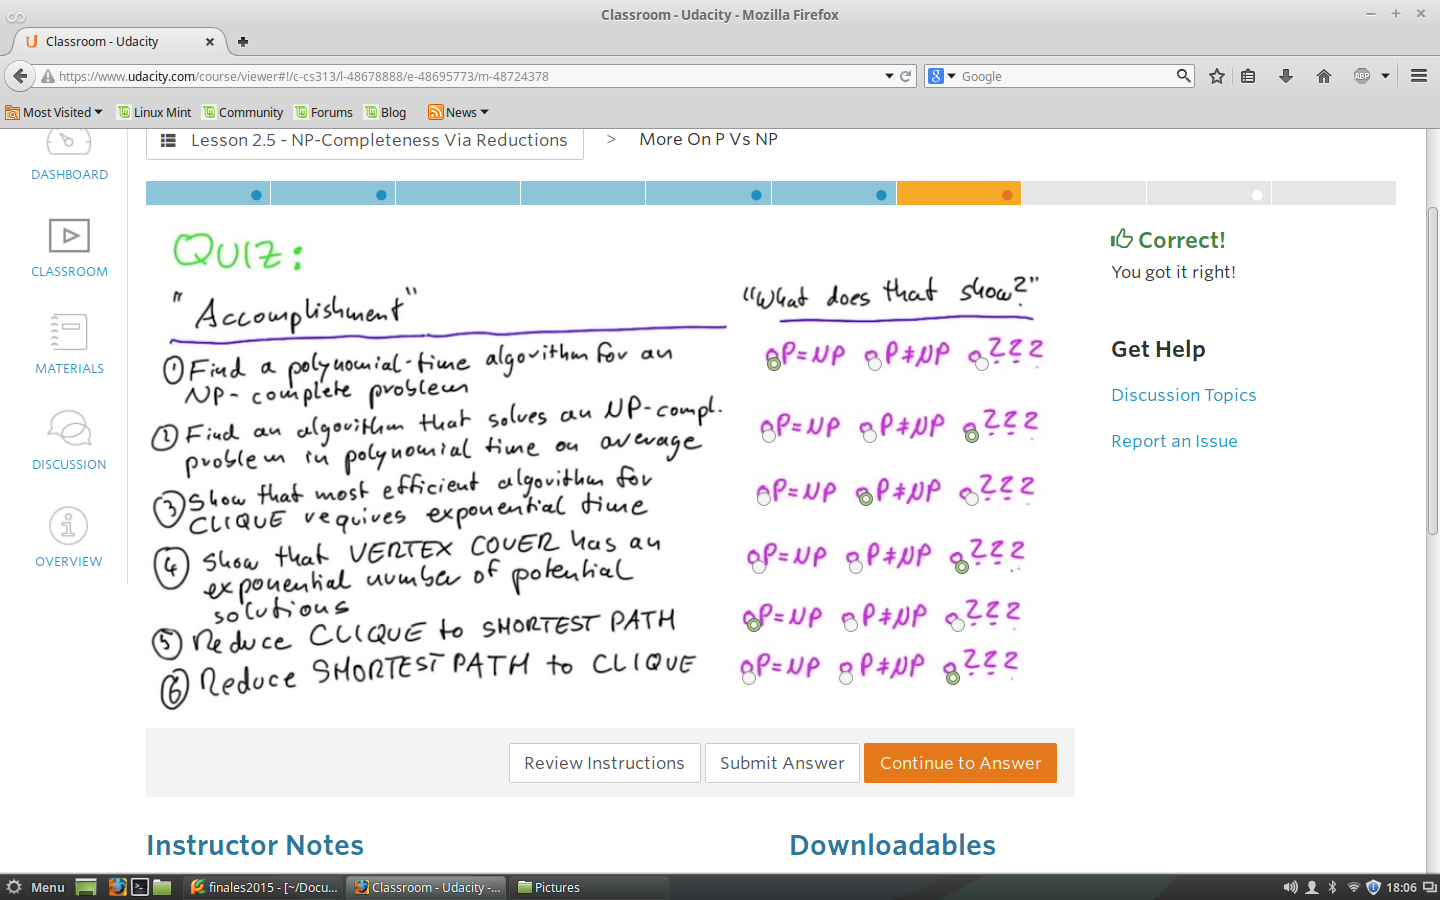 Classroom - Udacity - Mozilla Firefox
Classroom - Udacity
https://www.udacity.com/course/viewer#!/c-cs313/l-48678888/e-48695773/m-48724378
Google
ABP
Most Visited Linux Mint Community Forums Blog News
Lesson 2.5 - NP-Completeness Via Reductions > More On P Vs NP
DASHBOARD
CLASSROOM
MATERIALS
DISCUSSION
OVERVIEW
QUIZ:
"Accomplishment" "What does that show?"
① Find a polynomial-time algorithm for an
NP-complete problem
P=NP P≠NP ???
② Find an algorithm that solves an NP-compl.
problem in polynomial time on average
P=NP P≠NP ???
③ Show that most efficient algorithm for
CLIQUE requires exponential time
P=NP P≠NP ???
④ Show that VERTEX COVER has an
exponential number of potential
solutions
P=NP P≠NP ???
⑤ Reduce CLIQUE to SHORTEST PATH
P=NP P≠NP ???
⑥ Reduce SHORTEST PATH to CLIQUE
P=NP P≠NP ???
Correct!
You got it right!
Get Help
Discussion Topics
Report an Issue
Review Instructions Submit Answer Continue to Answer
Instructor Notes Downloadables
Menu finales2015 - [~/Docu... Classroom - Udacity -... Pictures 18:06